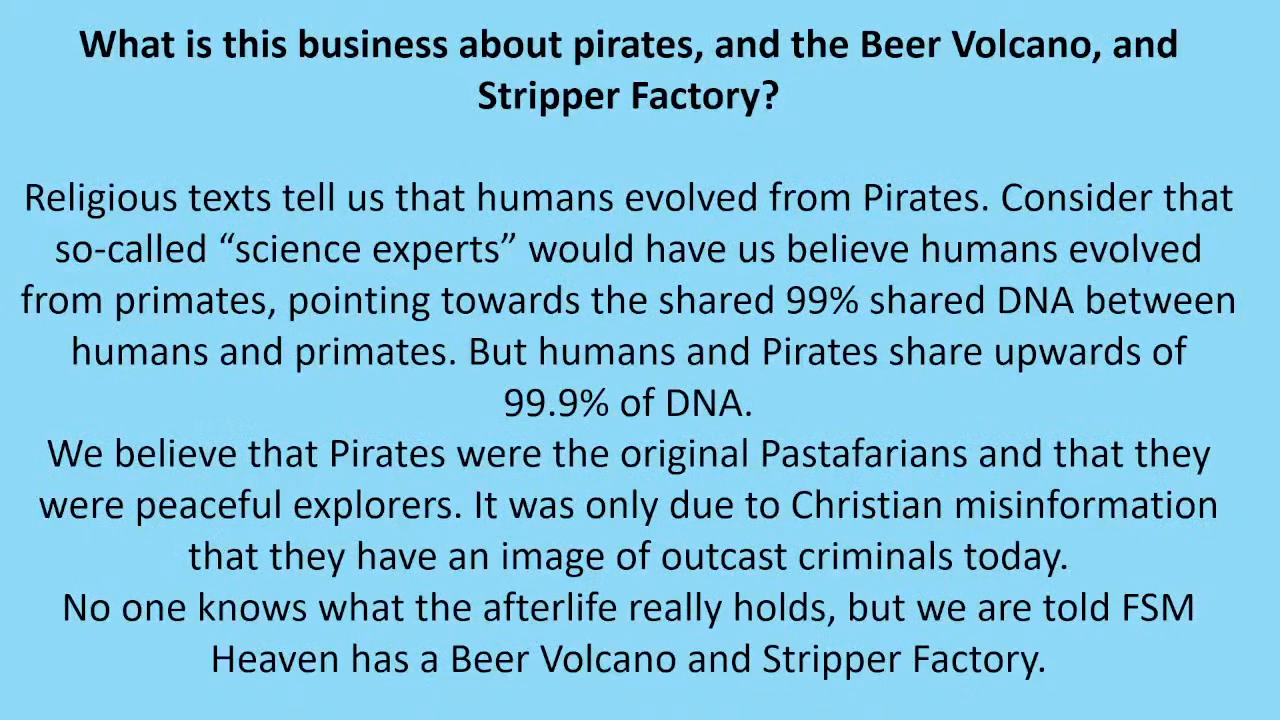 What is this business about pirates, and the Beer Volcano, and
Stripper Factory?
Religious texts tell us that humans evolved from Pirates. Consider that
so-called “science experts” would have us believe humans evolved
from primates, pointing towards the shared 99% shared DNA between
humans and primates. But humans and Pirates share upwards of
99.9% of DNA.
We believe that Pirates were the original Pastafarians and that they
were peaceful explorers. It was only due to Christian misinformation
that they have an image of outcast criminals today.
No one knows what the afterlife really holds, but we are told FSM
Heaven has a Beer Volcano and Stripper Factory.